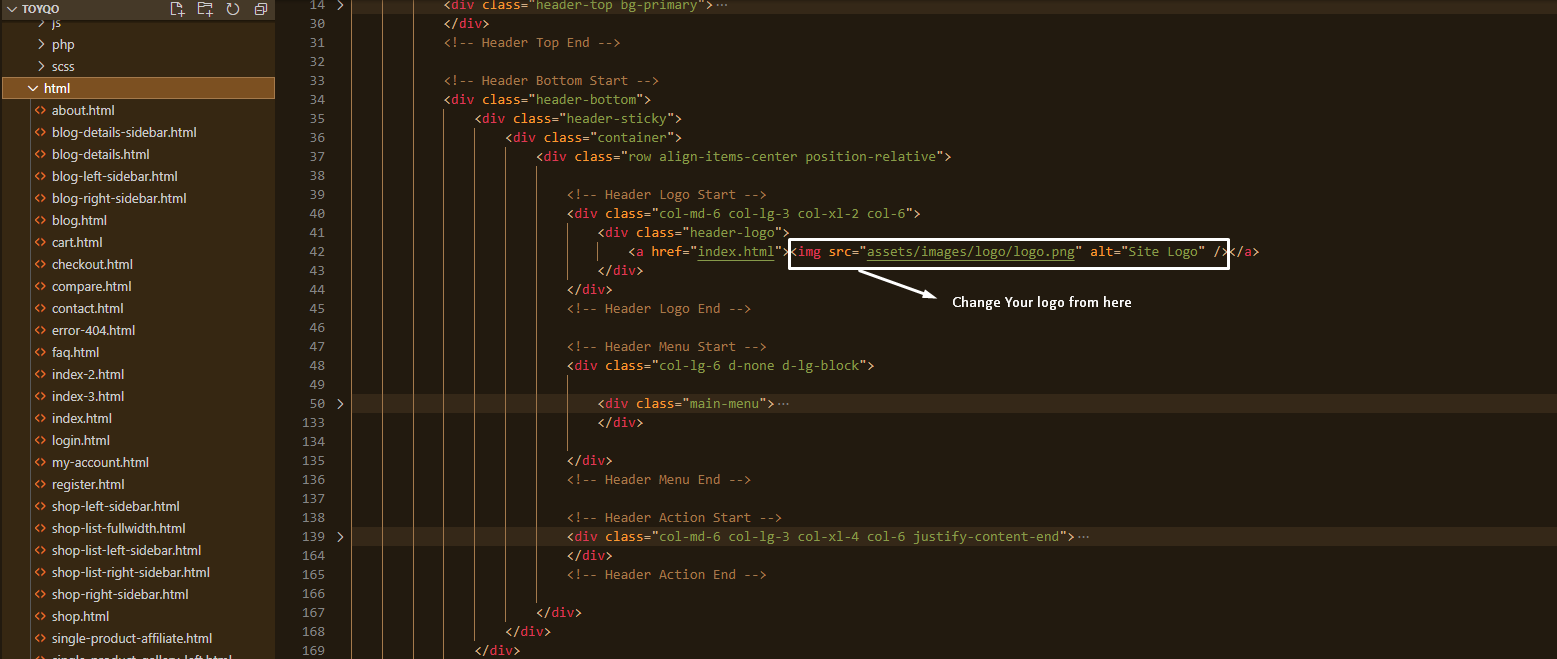 TOYQO
js
php
scss
html
about.html
blog-details-sidebar.html
blog-details.html
blog-left-sidebar.html
blog-right-sidebar.html
blog.html
cart.html
checkout.html
compare.html
contact.html
error-404.html
faq.html
index-2.html
index-3.html
index.html
login.html
my-account.html
register.html
shop-left-sidebar.html
shop-list-fullwidth.html
shop-list-left-sidebar.html
shop-list-right-sidebar.html
shop-right-sidebar.html
shop.html
single-product-affiliate.html
single-product-gallery-left.html
14 <div class="header-top bg-primary">…
30 </div>
31 <!-- Header Top End -->
32
33 <!-- Header Bottom Start -->
34 <div class="header-bottom">
35 <div class="header-sticky">
36 <div class="container">
37 <div class="row align-items-center position-relative">
38
39 <!-- Header Logo Start -->
40 <div class="col-md-6 col-lg-3 col-xl-2 col-6">
41 <div class="header-logo">
42 <a href="index.html"><img src="assets/images/logo/logo.png" alt="Site Logo" /></a>
43 </div>
Change Your logo from here
44 </div>
45 <!-- Header Logo End -->
46
47 <!-- Header Menu Start -->
48 <div class="col-lg-6 d-none d-lg-block">
49
50 <div class="main-menu">…
133 </div>
134
135 </div>
136 <!-- Header Menu End -->
137
138 <!-- Header Action Start -->
139 <div class="col-md-6 col-lg-3 col-xl-4 col-6 justify-content-end">…
164 </div>
165 <!-- Header Action End -->
166
167 </div>
168 </div>
169 </div>